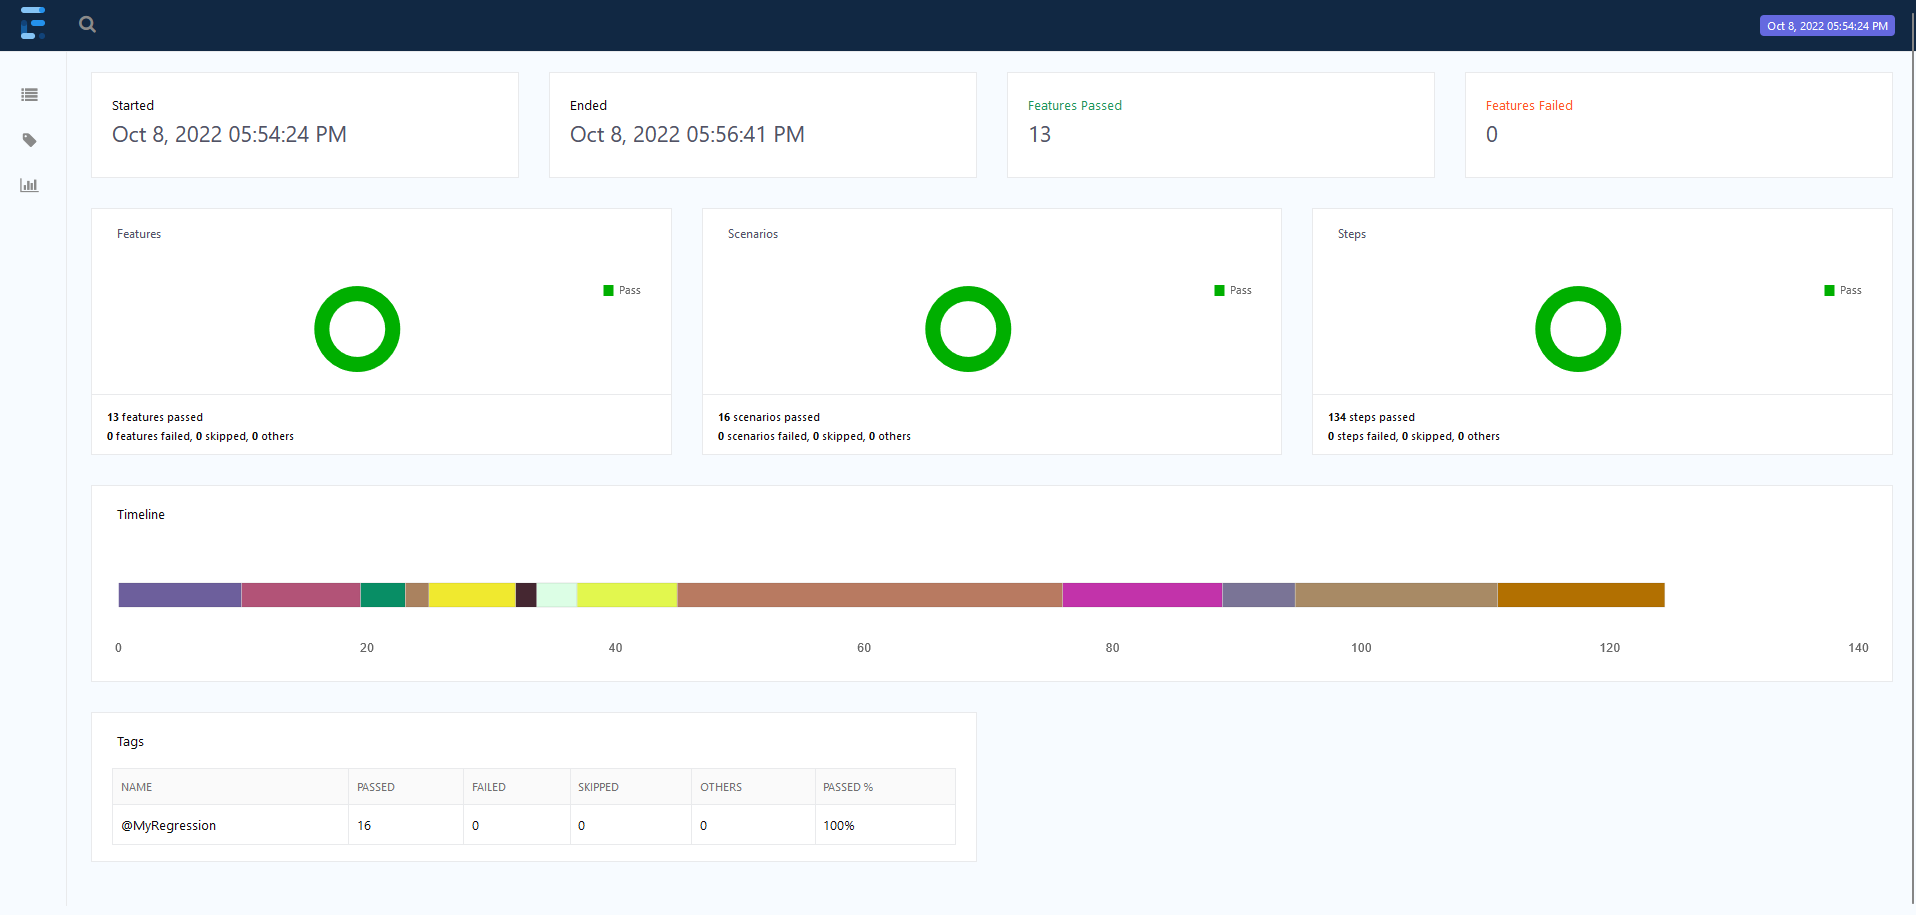 Oct 8, 2022 05:54:24 PM
Started
Oct 8, 2022 05:54:24 PM
Ended
Oct 8, 2022 05:56:41 PM
Features Passed
13
Features Failed
0
Features
Pass
13 features passed
0 features failed, 0 skipped, 0 others
Scenarios
Pass
16 scenarios passed
0 scenarios failed, 0 skipped, 0 others
Steps
Pass
134 steps passed
0 steps failed, 0 skipped, 0 others
Timeline
0 20 40 60 80 100 120 140
Tags
NAME PASSED FAILED SKIPPED OTHERS PASSED %
@MyRegression 16 0 0 0 100%